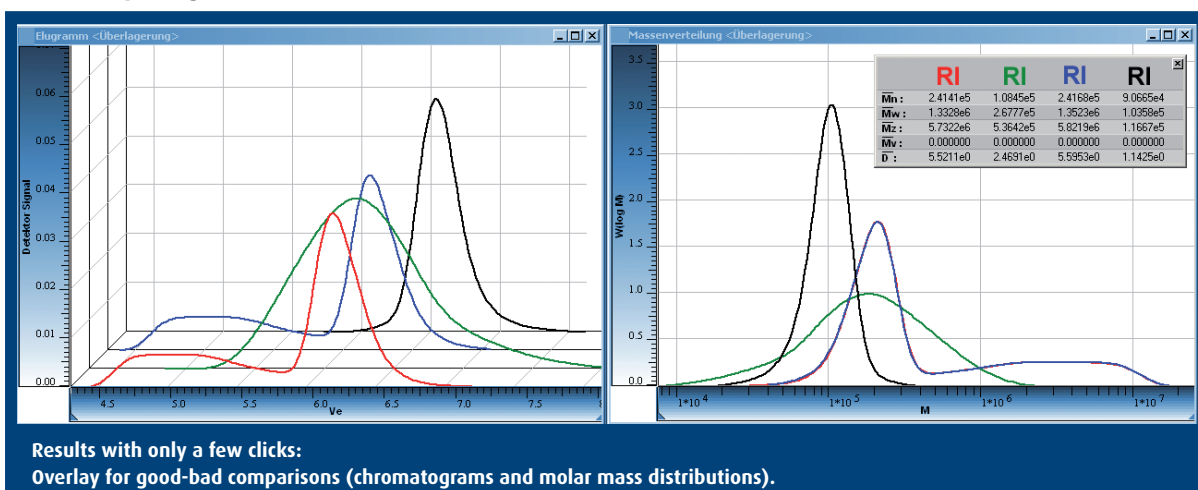 Elugramm <Überlagerung>
0.06
0.05
0.04
0.03
0.02
0.01
0.00
Detektor Signal
4.5 5.0 5.5 6.0 6.5 7.0 7.5
Ve
Massenverteilung <Überlagerung>
3.5
3.0
2.5
2.0
1.5
1.0
0.5
0.0
W(log M)
1*10 4 1*10 5 1*10 6 1*10 7
M
RI RI RI RI
Mn : 2.4141e5 1.0845e5 2.4168e5 9.0665e4
Mw : 1.3328e6 2.6777e5 1.3523e6 1.0358e5
Mz : 5.7322e6 5.3642e5 5.8219e6 1.1667e5
Mv : 0.000000 0.000000 0.000000 0.000000
D : 5.5211e0 2.4691e0 5.5953e0 1.1425e0
Results with only a few clicks:
Overlay for good-bad comparisons (chromatograms and molar mass distributions).